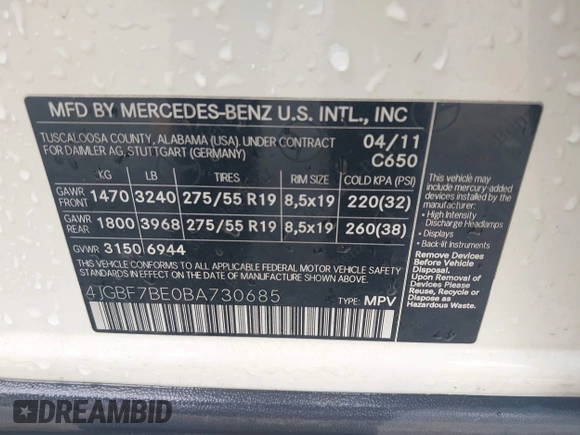 MFD BY MERCEDES-BENZ U.S. INTL., INC
TUSCALOOSA COUNTY, ALABAMA (USA), UNDER CONTRACT
FOR DAIMLER AG, STUTTGART (GERMANY)
04/11
C650
KG LB TIRES RIM SIZE COLD KPA (PSI)
GAWR FRONT 1470 3240 275/55 R19 8,5x19 220(32)
GAWR REAR 1800 3968 275/55 R19 8,5x19 260(38)
GVWR 3150 6944
THIS VEHICLE CONFORMS TO ALL APPLICABLE FEDERAL MOTOR VEHICLE SAFETY
STANDARDS IN EFFECT ON THE DATE OF MANUFACTURE SHOWN ABOVE.
4JGBF7BE0BA730685
TYPE: MPV
This vehicle may
include mercury-added
devices installed by the
manufacturer:
• High Intensity
Discharge Headlamps
• Displays
• Back-lit Instruments
Remove Devices
Before Vehicle
Disposal.
Upon Removal of
Devices Please
Reuse, Recycle or
Dispose as
Hazardous Waste.
DREAMBID